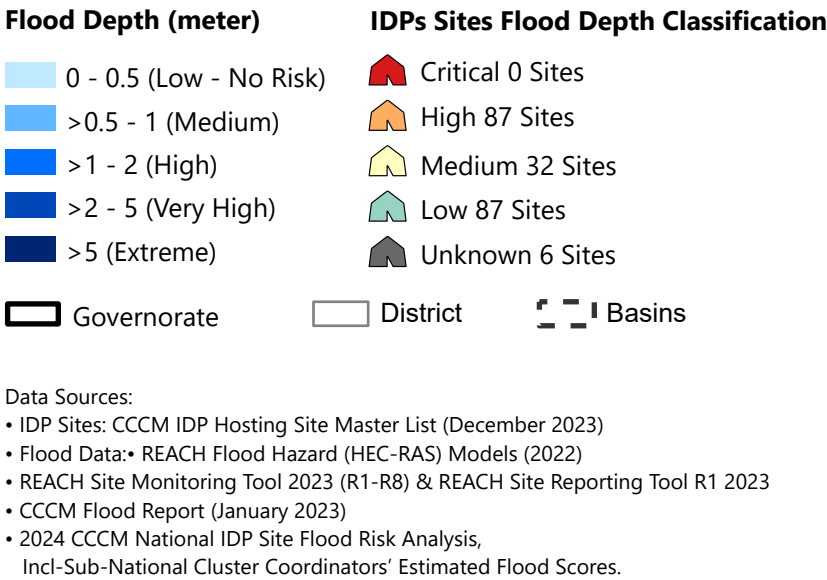 Flood Depth (meter)
0 - 0.5 (Low - No Risk)
>0.5 - 1 (Medium)
>1 - 2 (High)
>2 - 5 (Very High)
>5 (Extreme)
IDPs Sites Flood Depth Classification
Critical 0 Sites
High 87 Sites
Medium 32 Sites
Low 87 Sites
Unknown 6 Sites
Governorate
District
Basins
Data Sources:
• IDP Sites: CCCM IDP Hosting Site Master List (December 2023)
• Flood Data:• REACH Flood Hazard (HEC-RAS) Models (2022)
• REACH Site Monitoring Tool 2023 (R1-R8) & REACH Site Reporting Tool R1 2023
• CCCM Flood Report (January 2023)
• 2024 CCCM National IDP Site Flood Risk Analysis,
Incl-Sub-National Cluster Coordinators’ Estimated Flood Scores.